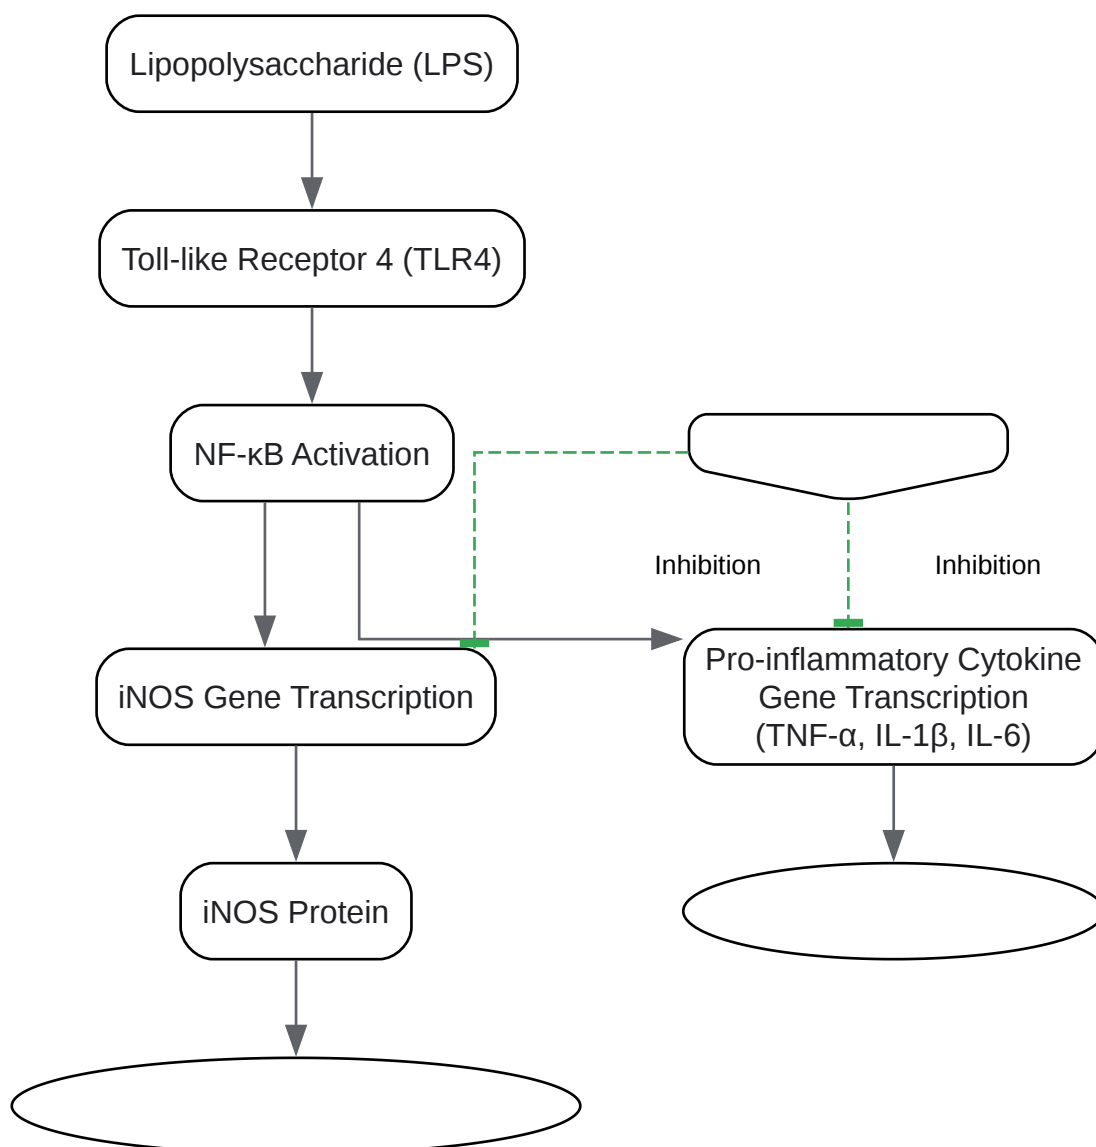 Lipopolysaccharide (LPS)
Toll-like Receptor 4 (TLR4)
NF-κB Activation
Inhibition
Inhibition
iNOS Gene Transcription
Pro-inflammatory Cytokine
Gene Transcription
(TNF-α, IL-1β, IL-6)
iNOS Protein